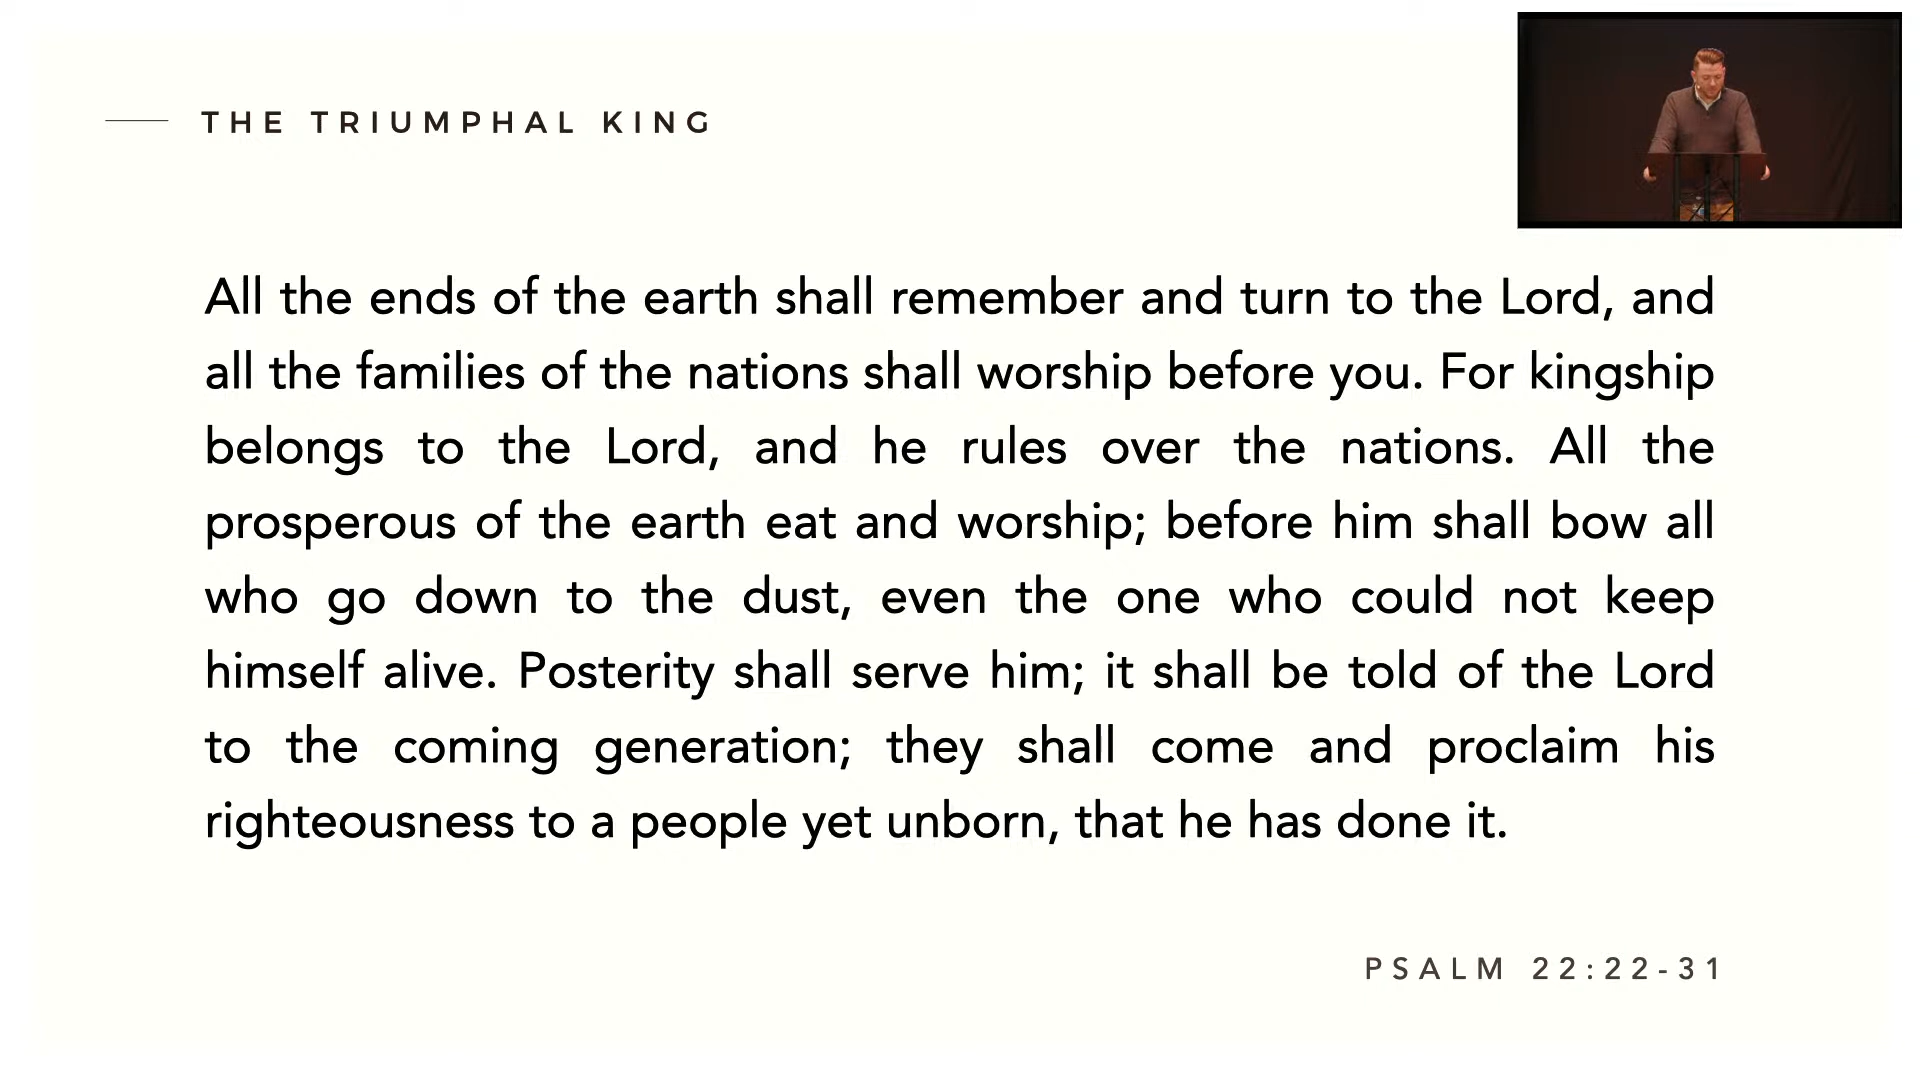 THE TRIUMPHAL KING
All the ends of the earth shall remember and turn to the Lord, and
all the families of the nations shall worship before you. For kingship
belongs to the Lord, and he rules over the nations. All the
prosperous of the earth eat and worship; before him shall bow all
who go down to the dust, even the one who could not keep
himself alive. Posterity shall serve him; it shall be told of the Lord
to the coming generation; they shall come and proclaim his
righteousness to a people yet unborn, that he has done it.
PSALM 22:22-31